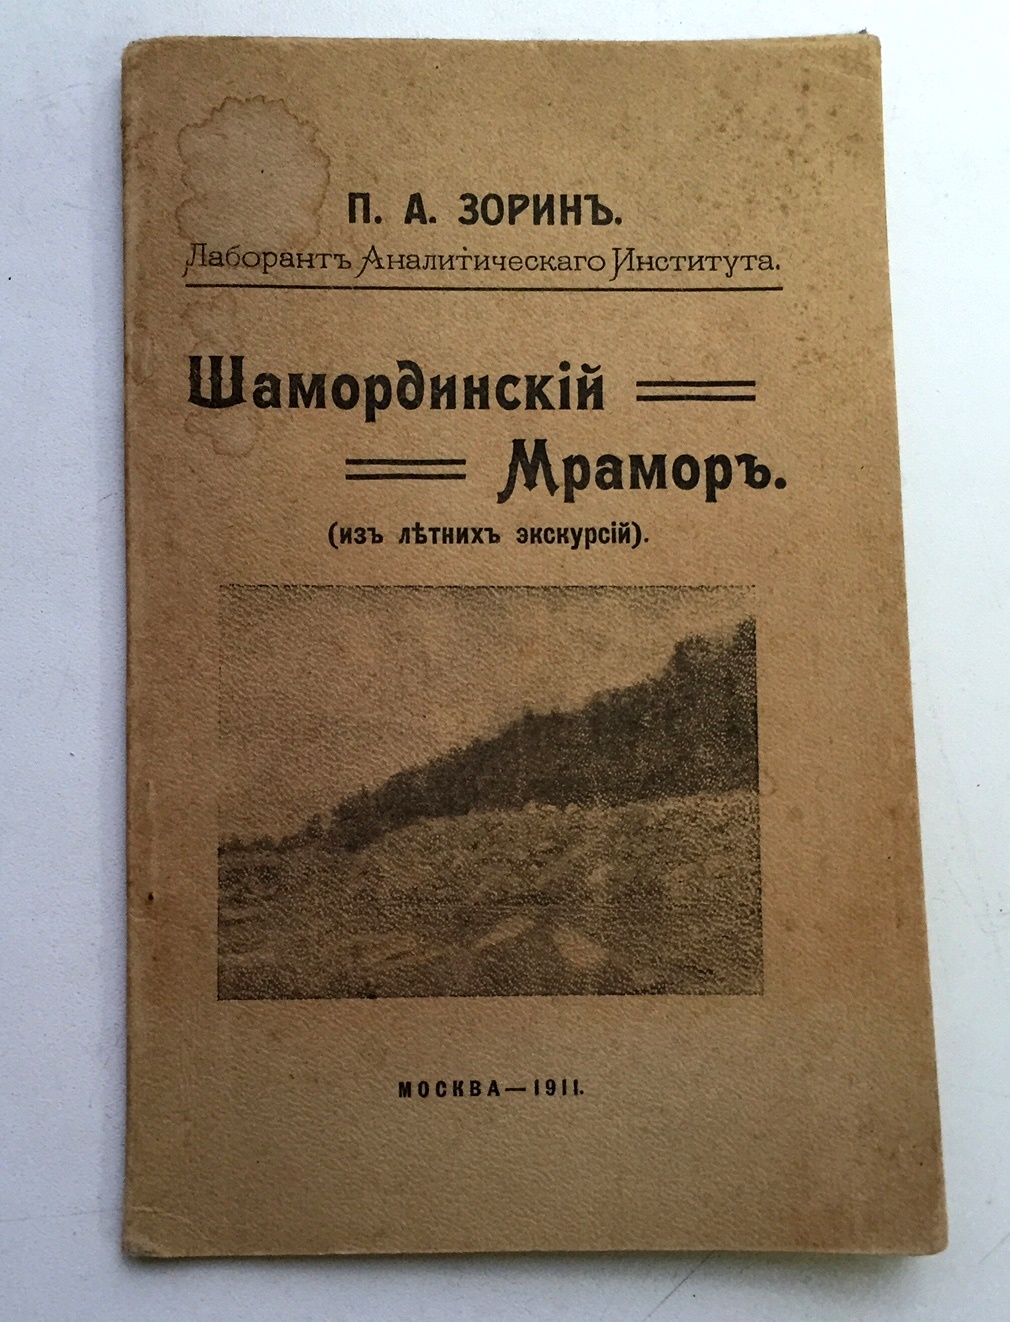 П. А. ЗОРИНЪ.
Лаборантъ Аналитическаго Института.
Шамординскій
Мраморъ.
(изъ лѣтнихъ экскурсій).
МОСКВА—1911.